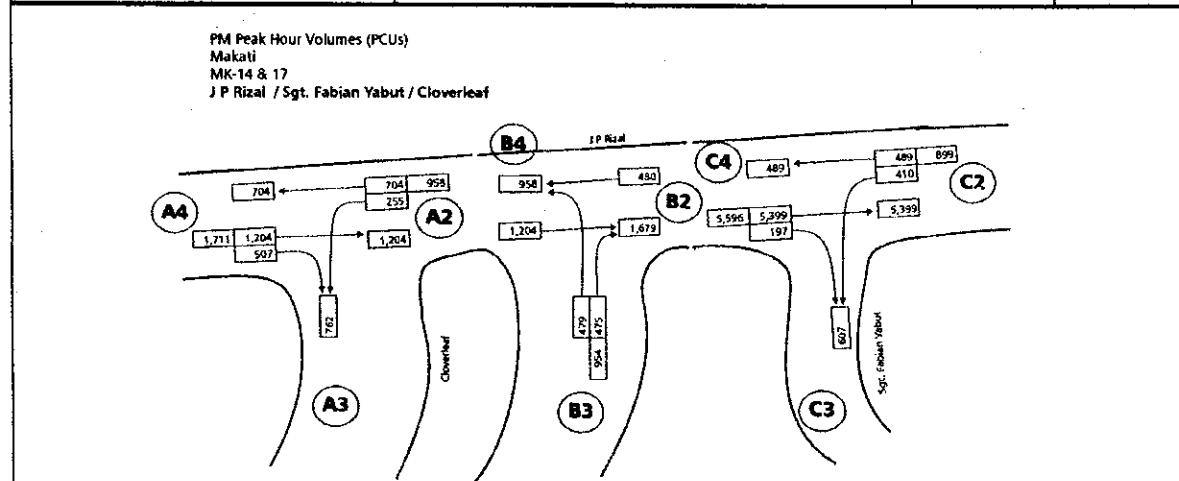 PM Peak Hour Volumes (PCUs)
Makati
MK-14 & 17
J P Rizal / Sgt. Fabian Yabut / Cloverleaf
J P Rizal
B4
C4
A4
A2
B2
C2
704
704
958
255
958
480
489
489
899
410
1,711
1,204
507
1,204
1,204
1,679
5,596
5,399
197
5,399
762
479
475
954
607
Cloverleaf
Sgt. Fabian Yabut
A3
B3
C3